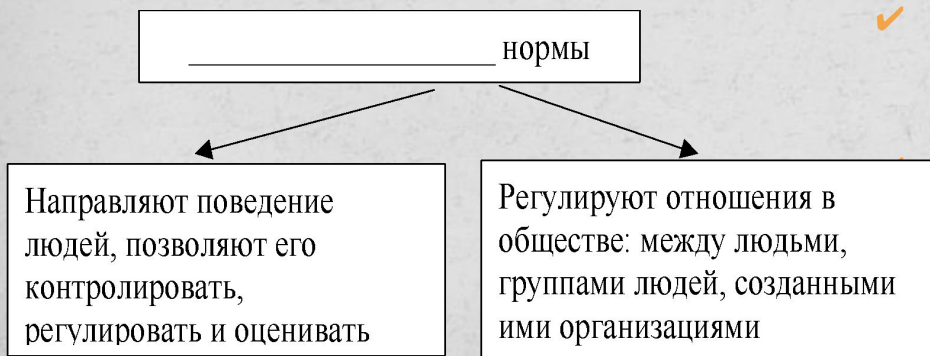 ____________________ нормы
Направляют поведение
людей, позволяют его
контролировать,
регулировать и оценивать
Регулируют отношения в
обществе: между людьми,
группами людей, созданными
ими организациями